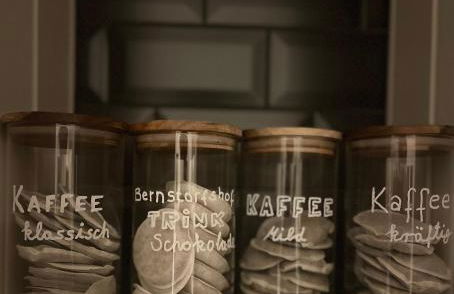 KAFFEE
klassisch
Bernstorfshof
TRiNK
Schokolade
KAFFEE
Mild
Kaffee
kräftig